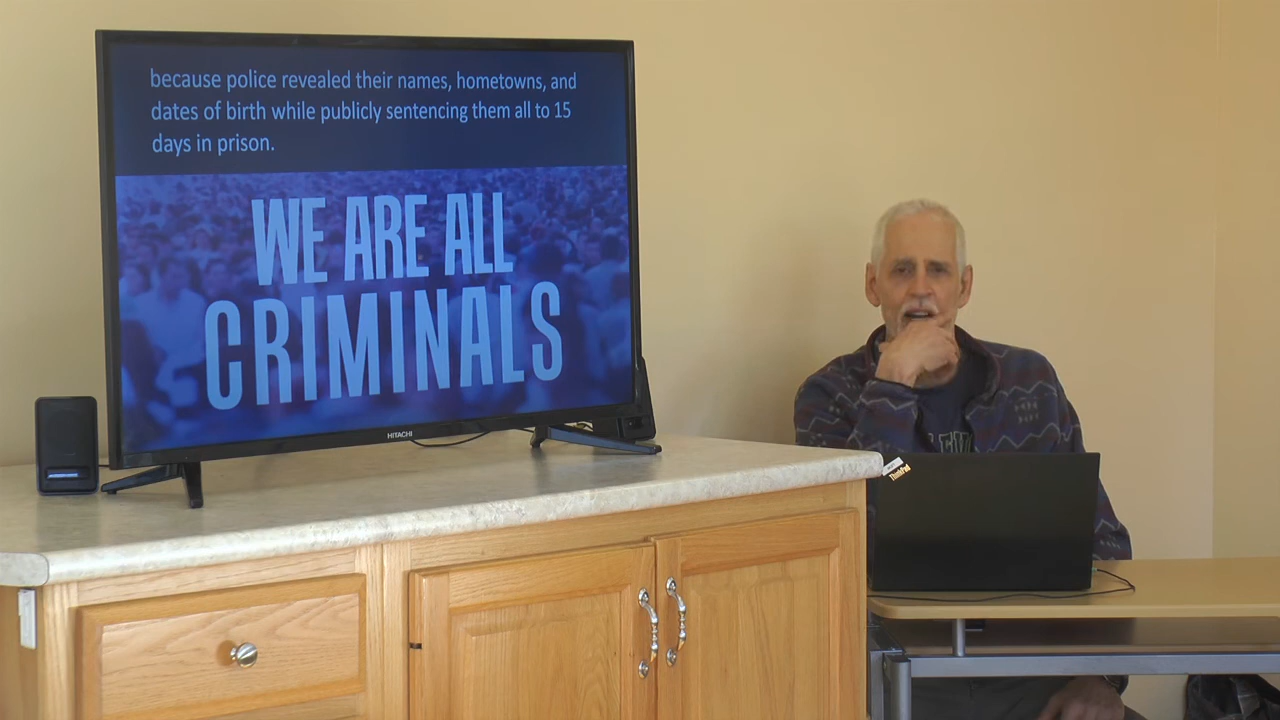 because police revealed their names, hometowns, and
dates of birth while publicly sentencing them all to 15
days in prison.
WE ARE ALL
CRIMINALS
HITACHI
ThinkPad